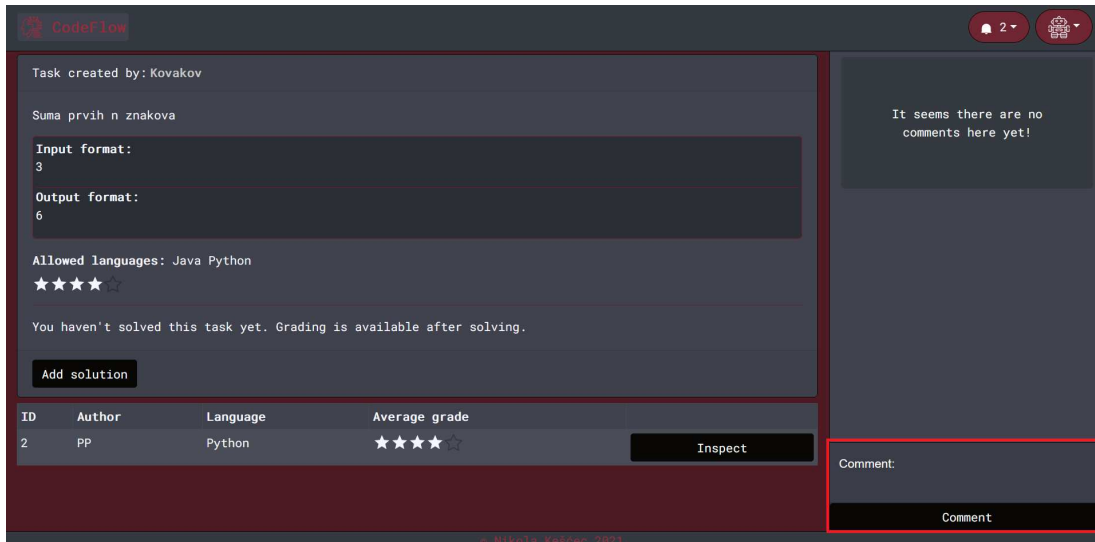 CodeFlow
2
Task created by: Kovakov
Suma prvih n znakova
Input format:
3
Output format:
6
Allowed languages: Java Python
You haven't solved this task yet. Grading is available after solving.
Add solution
ID Author Language Average grade
2 PP Python Inspect
It seems there are no
comments here yet!
Comment:
Comment
© Nikola 2021